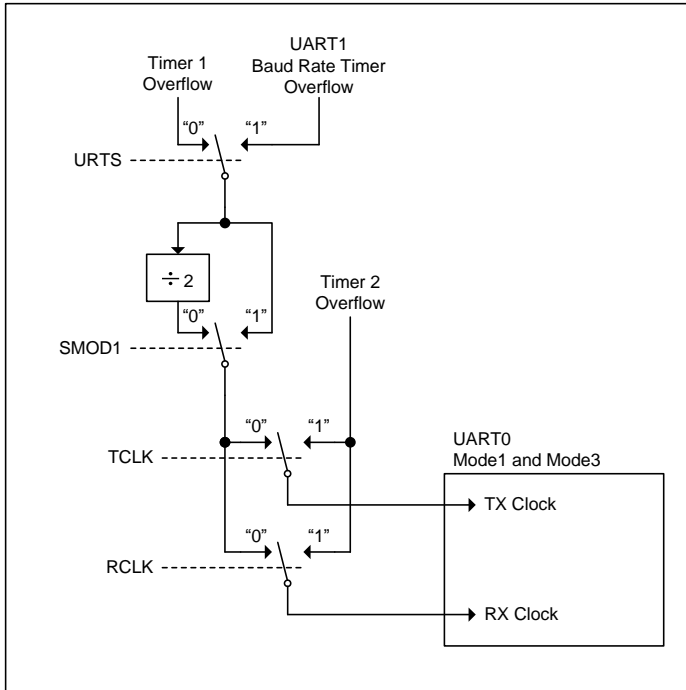 UART1
Timer 1
Baud Rate Timer
Overflow
Overflow
“0”
“1”
URTS
÷ 2
Timer 2
Overflow
“0”
“1”
SMOD1
“0”
“1”
UART0
Mode1 and Mode3
TCLK
TX Clock
“0”
“1”
RCLK
RX Clock